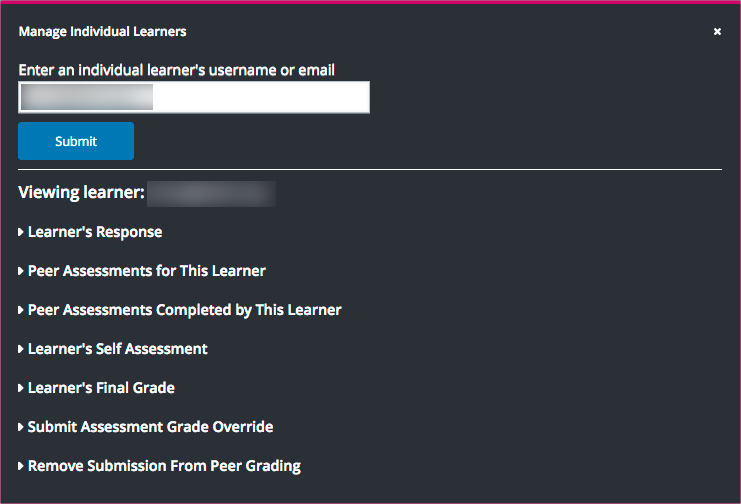 Manage Individual Learners
Enter an individual learner's username or email
Submit
Viewing learner:
Learner's Response
Peer Assessments for This Learner
Peer Assessments Completed by This Learner
Learner's Self Assessment
Learner's Final Grade
Submit Assessment Grade Override
Remove Submission From Peer Grading